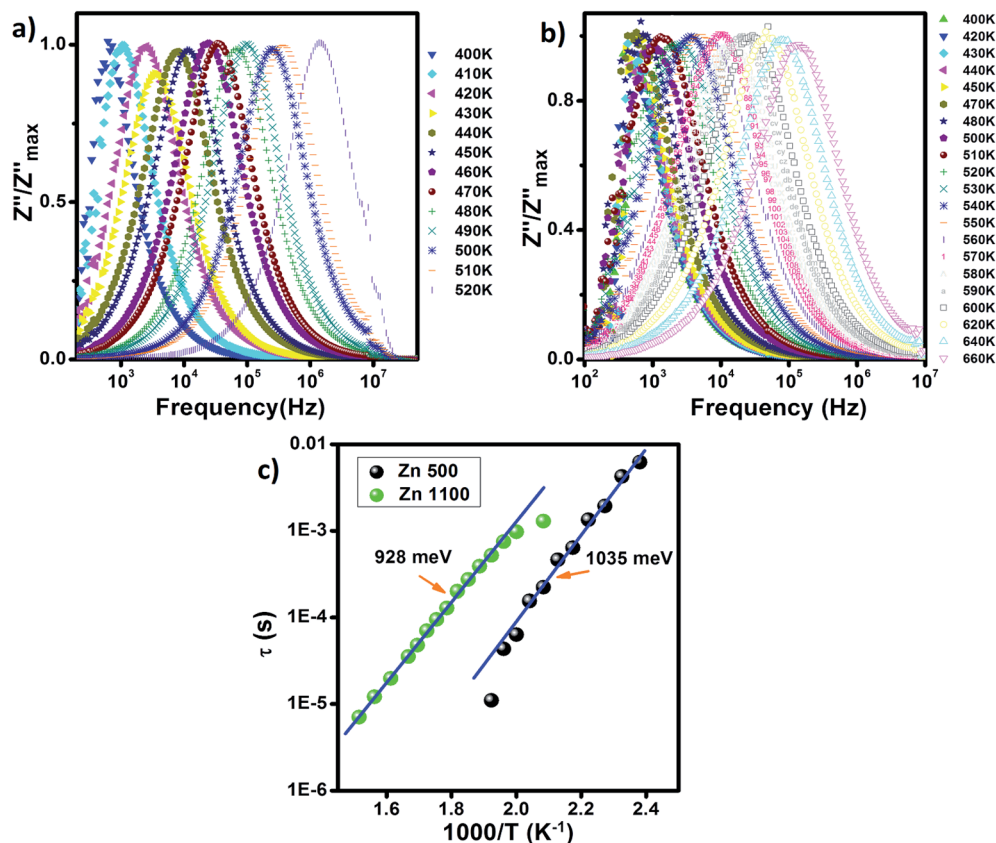 a)
Z"/Z"max
1.0
0.5
0.0
10³ 10⁴ 10⁵ 10⁶ 10⁷
Frequency(Hz)
400K
410K
420K
430K
440K
450K
460K
470K
480K
490K
500K
510K
520K
b)
Z"/Z"max
0.8
0.4
0.0
10² 10³ 10⁴ 10⁵ 10⁶ 10⁷
Frequency (Hz)
400K
420K
430K
440K
450K
470K
480K
500K
510K
520K
530K
540K
550K
560K
570K
580K
590K
600K
620K
640K
660K
c)
τ (s)
0.01
1E-3
1E-4
1E-5
1E-6
Zn 500
Zn 1100
928 meV
1035 meV
1.6 1.8 2.0 2.2 2.4
1000/T (K⁻¹)